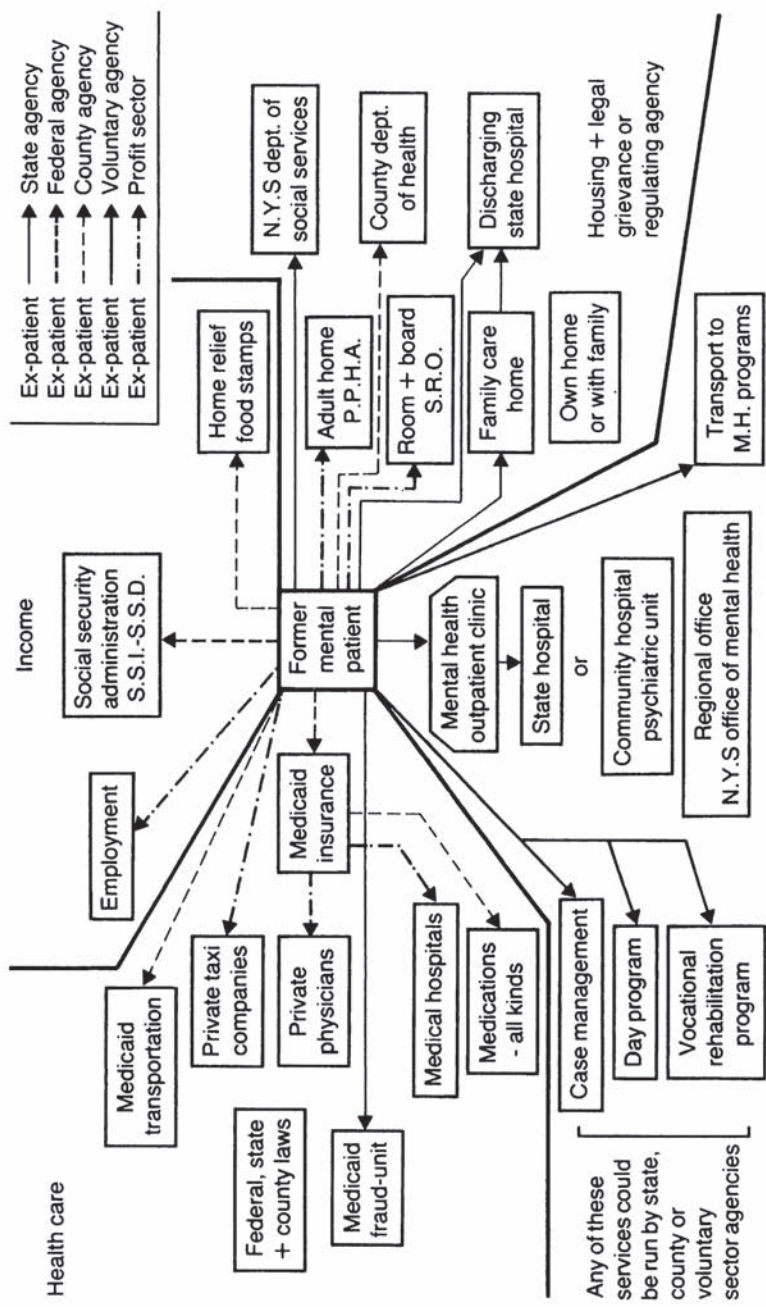 Health care
Income
Ex-patient State agency
Ex-patient Federal agency
Ex-patient County agency
Ex-patient Voluntary agency
Ex-patient Profit sector
Medicaid
transportation
Employment
Social security
administration
S.S.I.-S.S.D.
Home relief
food stamps
N.Y.S dept. of
social services
Private taxi
companies
Private
physicians
Federal, state
+ county laws
Medicaid
fraud-unit
Medicaid
insurance
Medical hospitals
Medications
- all kinds
Former
mental
patient
Adult home
P.P.H.A.
County dept.
of health
Room + board
S.R.O.
Discharging
state hospital
Family care
home
Own home
or with family
Housing + legal
grievance or
regulating agency
Mental health
outpatient clinic
State hospital
or
Community hospital
psychiatric unit
Regional office
N.Y.S office of mental health
Transport to
M.H. programs
Case management
Day program
Vocational
rehabilitation
program
Any of these
services could
be run by state,
county or
voluntary
sector agencies